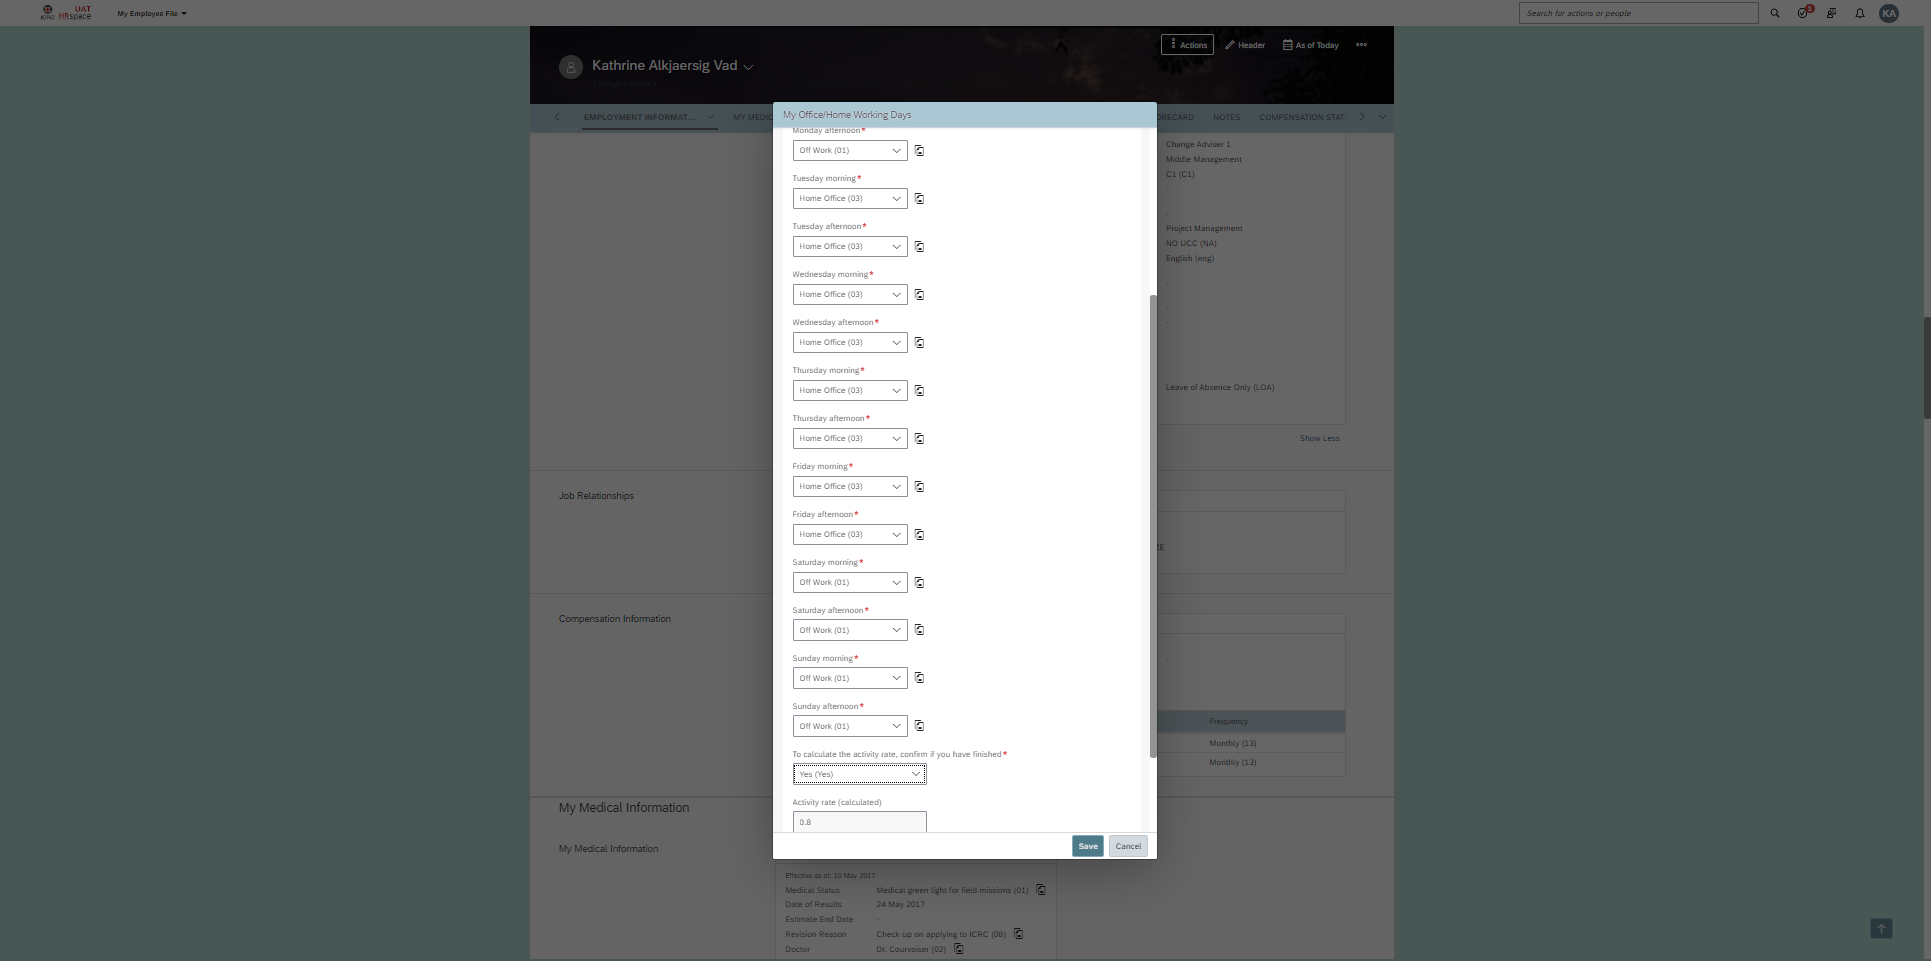 UAT
ICRC HRspace
My Employee File
Search for actions or people
1
KA
Actions
Header
As of Today
Kathrine Alkjaersig Vad
Change Adviser 1
EMPLOYMENT INFORMAT...
MY MEDIC
ORECARD
NOTES
COMPENSATION STAT
My Office/Home Working Days
Monday afternoon*
Off Work (01)
Tuesday morning*
Home Office (03)
Tuesday afternoon*
Home Office (03)
Wednesday morning*
Home Office (03)
Wednesday afternoon*
Home Office (03)
Thursday morning*
Home Office (03)
Thursday afternoon*
Home Office (03)
Friday morning*
Home Office (03)
Friday afternoon*
Home Office (03)
Saturday morning*
Off Work (01)
Saturday afternoon*
Off Work (01)
Sunday morning*
Off Work (01)
Sunday afternoon*
Off Work (01)
To calculate the activity rate, confirm if you have finished*
Yes (Yes)
Activity rate (calculated)
0.8
Save
Cancel
Change Adviser 1
Middle Management
C1 (C1)
-
Project Management
NO UCC (NA)
English (eng)
-
-
-
Leave of Absence Only (LOA)
Show Less
Job Relationships
ZE
Compensation Information
-
Frequency
Monthly (13)
Monthly (13)
My Medical Information
My Medical Information
Effective as of: 10 May 2017
Medical Status Medical green light for field missions (01)
Date of Results 24 May 2017
Estimate End Date -
Revision Reason Check-up on applying to ICRC (08)
Doctor Dr. Courvoiser (02)